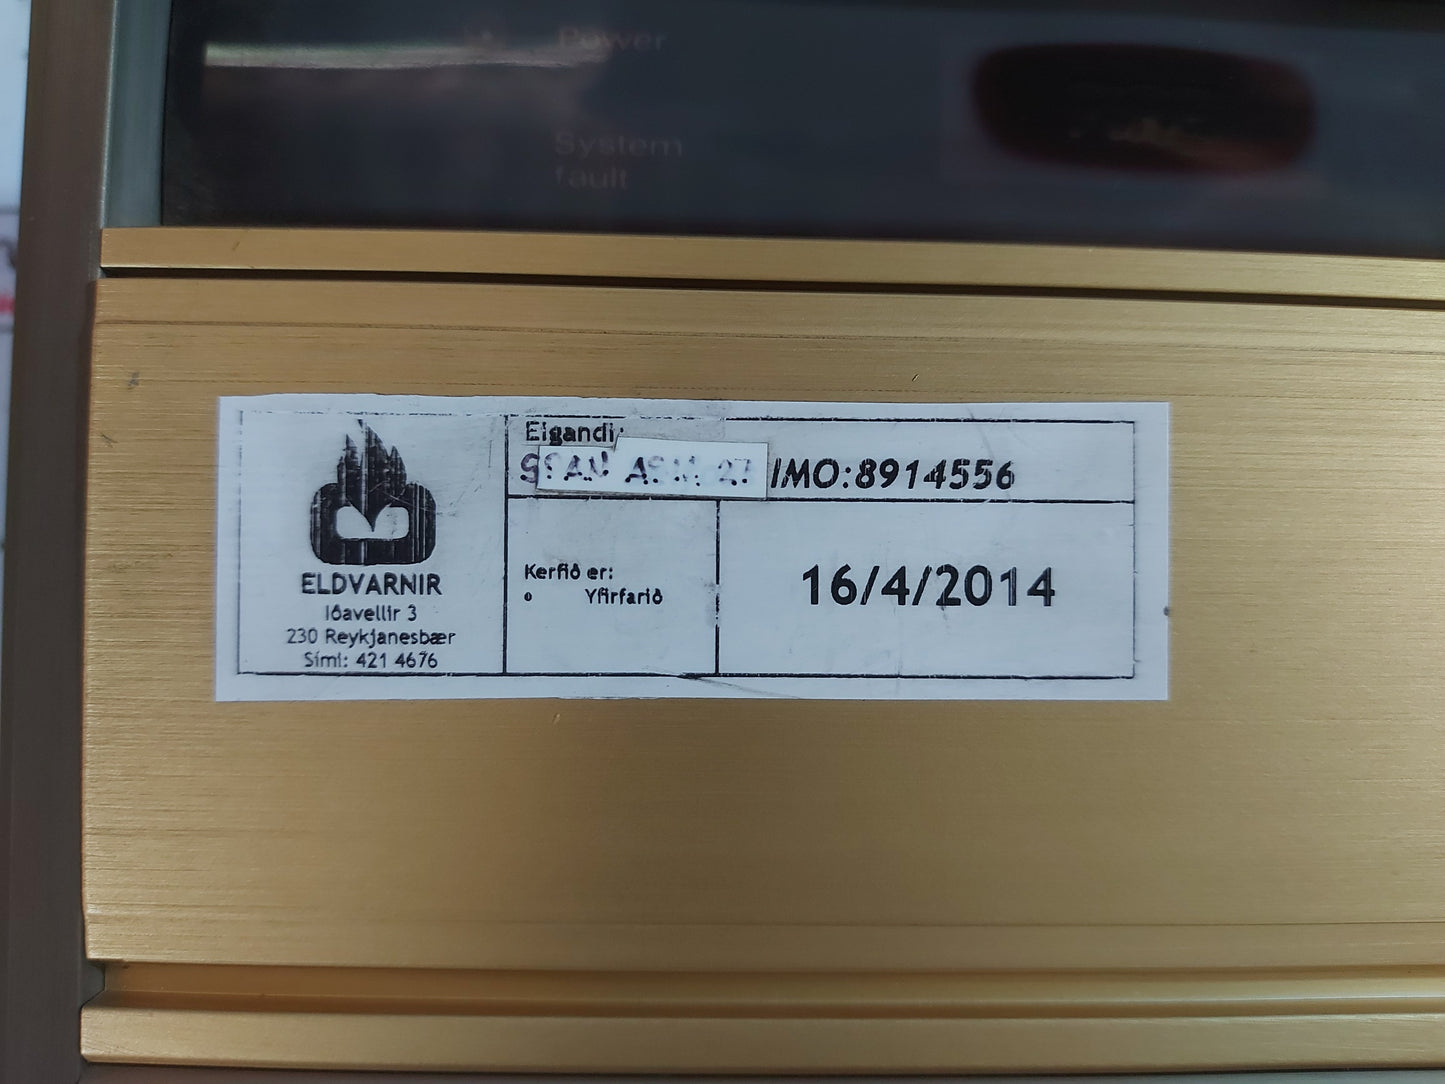 Power
System
fault
ELDVARNIR
Iðavellir 3
230 Reykjanesbær
Sími: 421 4676
Eigandi:
27 IMO:8914556
Kerfið er:
Yfirfarið
16/4/2014